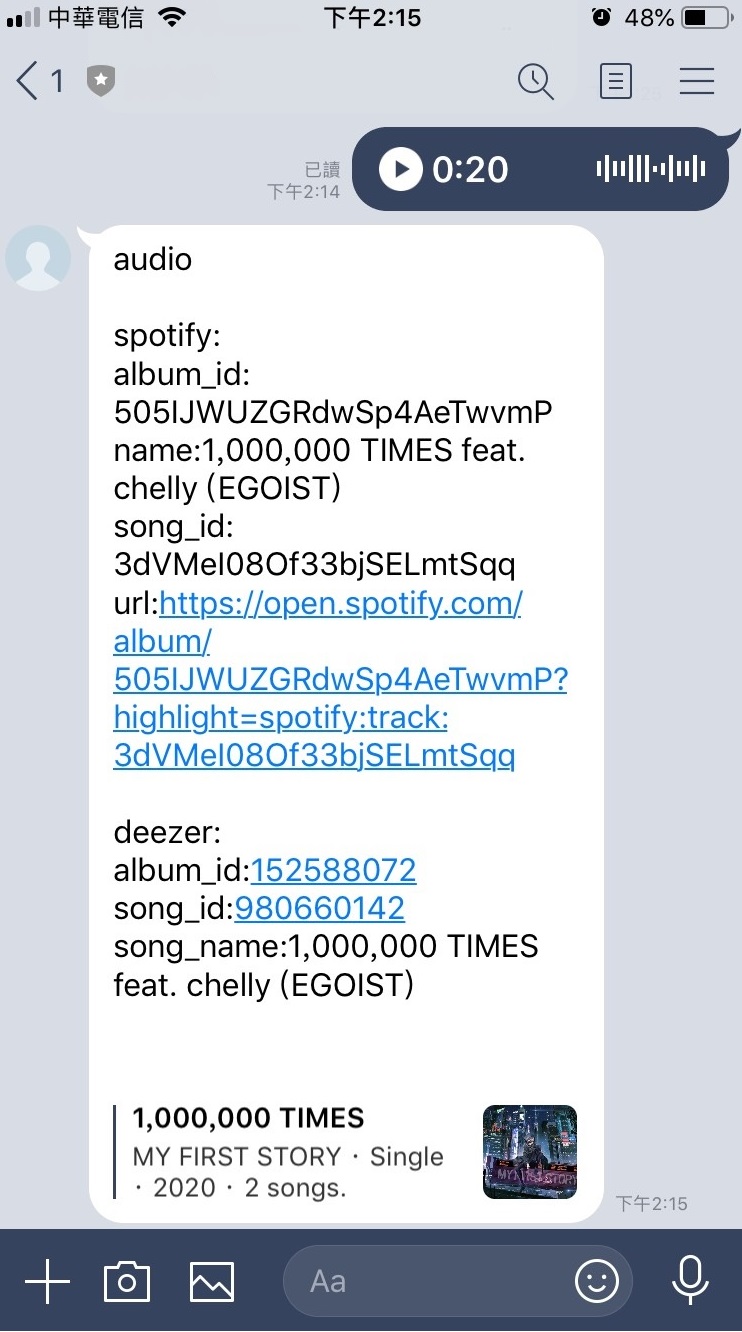 中華電信 下午2:15 48%
1
已讀
下午2:14
0:20
audio
spotify:
album_id:
505IJWUZGRdwSp4AeTwvmP
name:1,000,000 TIMES feat.
chelly (EGOIST)
song_id:
3dVMeI08Of33bjSELmtSqq
url:https://open.spotify.com/
album/
505IJWUZGRdwSp4AeTwvmP?
highlight=spotify:track:
3dVMeI08Of33bjSELmtSqq
deezer:
album_id:152588072
song_id:980660142
song_name:1,000,000 TIMES
feat. chelly (EGOIST)
1,000,000 TIMES
MY FIRST STORY · Single
· 2020 · 2 songs.
MY FIRST STORY
下午2:15
Aa